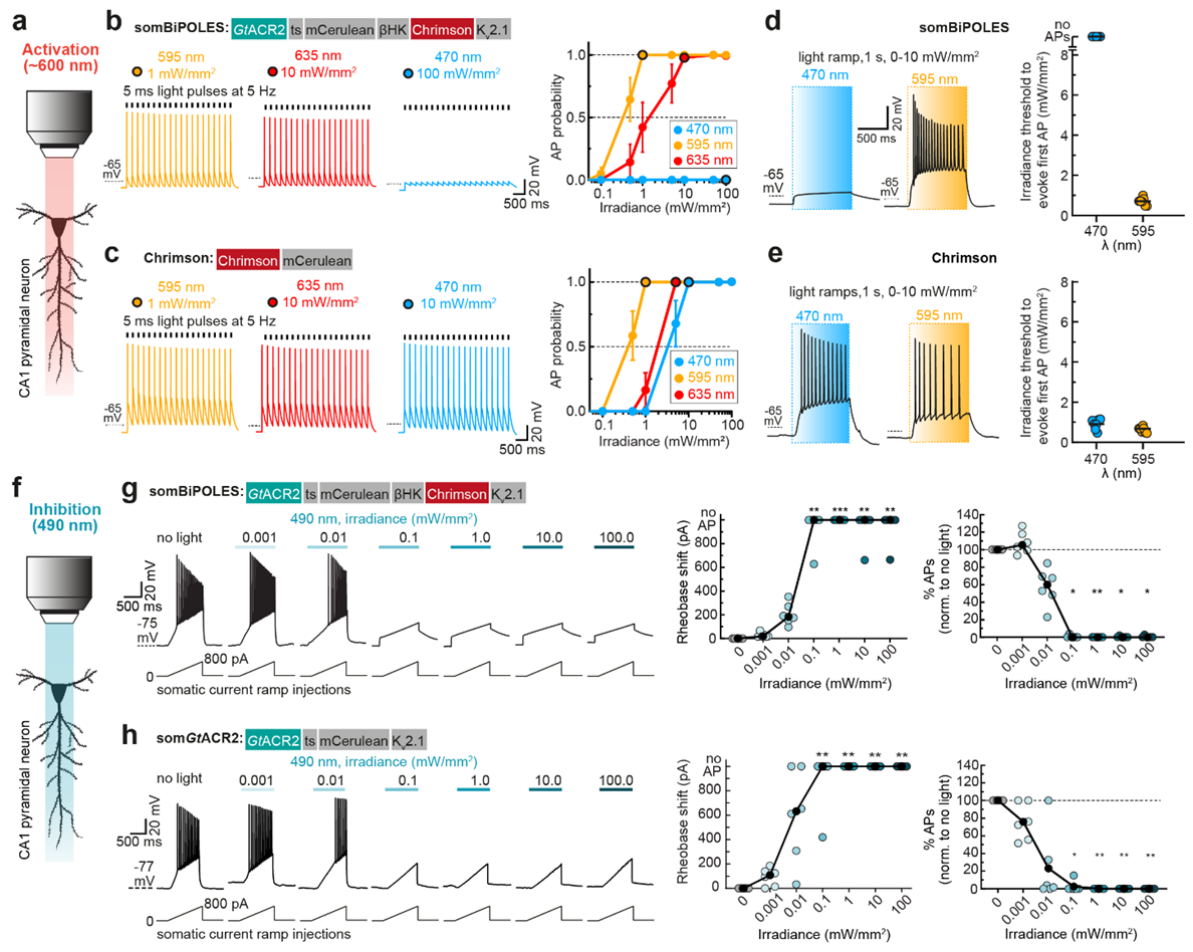 a
Activation
(~600 nm)
CA1 pyramidal neuron
b
somBiPOLES: GtACR2 ts mCerulean βHK Chrimson Kv2.1
595 nm
1 mW/mm²
635 nm
10 mW/mm²
470 nm
100 mW/mm²
5 ms light pulses at 5 Hz
-65
mV
20 mV
500 ms
AP probability
1.0
0.5
0.0
470 nm
595 nm
635 nm
0.1 1 10 100
Irradiance (mW/mm²)
c
Chrimson: Chrimson mCerulean
595 nm
1 mW/mm²
635 nm
10 mW/mm²
470 nm
10 mW/mm²
5 ms light pulses at 5 Hz
-65
mV
20 mV
500 ms
AP probability
1.0
0.5
0.0
470 nm
595 nm
635 nm
0.1 1 10 100
Irradiance (mW/mm²)
d
somBiPOLES
light ramp,1 s, 0-10 mW/mm²
470 nm
595 nm
20 mV
500 ms
-65
mV
-65
mV
Irradiance threshold to
evoke first AP (mW/mm²)
no
APs
8
6
4
2
0
470 595
λ (nm)
e
Chrimson
light ramps,1 s, 0-10 mW/mm²
470 nm
595 nm
-65
mV
Irradiance threshold to
evoke first AP (mW/mm²)
8
6
4
2
0
470 595
λ (nm)
f
Inhibition
(490 nm)
CA1 pyramidal neuron
g
somBiPOLES: GtACR2 ts mCerulean βHK Chrimson Kv2.1
490 nm, irradiance (mW/mm²)
no light 0.001 0.01 0.1 1.0 10.0 100.0
20 mV
500 ms
-75
mV
0
800 pA
somatic current ramp injections
Rheobase shift (pA)
no
AP
800
600
400
200
0
** *** ** **
0 0.001 0.01 0.1 1 10 100
Irradiance (mW/mm²)
% APs
(norm. to no light)
140
120
100
80
60
40
20
0
* ** * *
0 0.001 0.01 0.1 1 10 100
Irradiance (mW/mm²)
h
somGtACR2: GtACR2 ts mCerulean Kv2.1
490 nm, irradiance (mW/mm²)
no light 0.001 0.01 0.1 1.0 10.0 100.0
20 mV
500 ms
-77
mV
0
800 pA
somatic current ramp injections
Rheobase shift (pA)
no
AP
800
600
400
200
0
** ** ** **
0 0.001 0.01 0.1 1 10 100
Irradiance (mW/mm²)
% APs
(norm. to no light)
140
120
100
80
60
40
20
0
* ** ** **
0 0.001 0.01 0.1 1 10 100
Irradiance (mW/mm²)